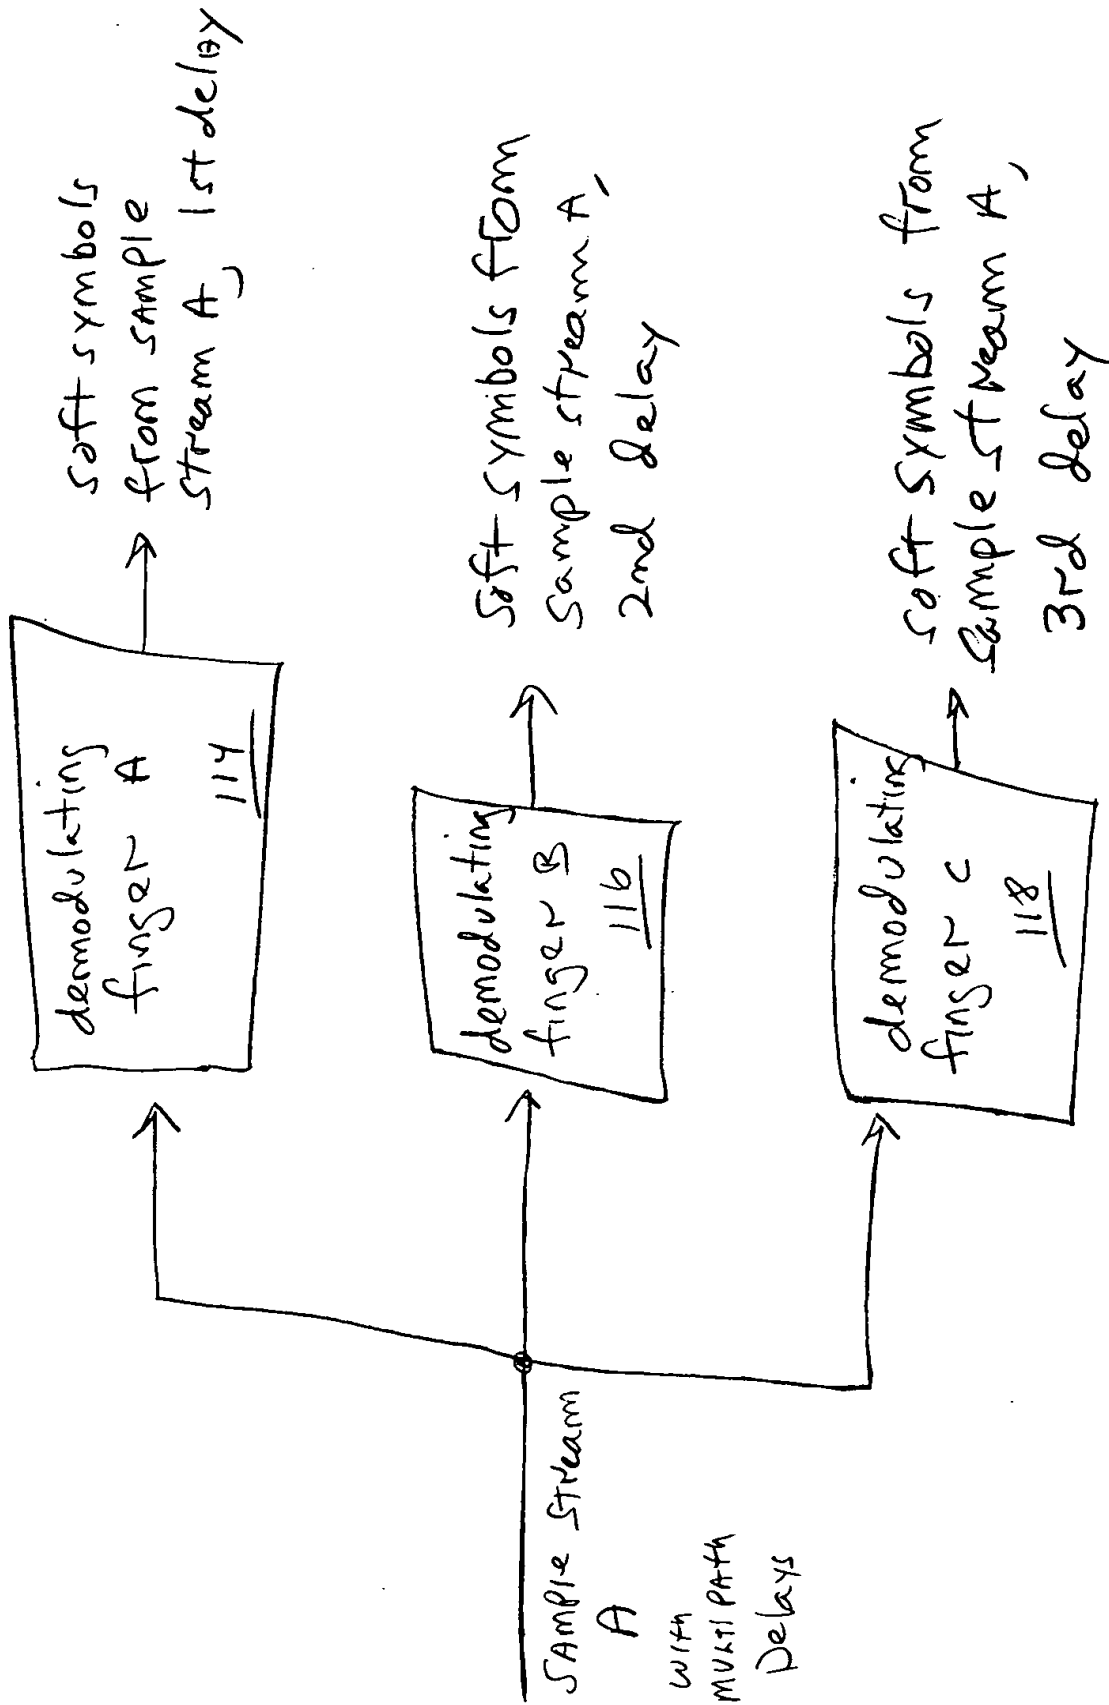 SAMPle Stream
A
with
MULTIPATH
Delays
demodulating
finger A
114
soft symbols
from SAMPLE
stream A, 1st delay
demodulating
finger B
116
Soft symbols from
Sample stream A,
2nd delay
demodulating
finger C
118
soft symbols from
Sample stream A,
3rd delay